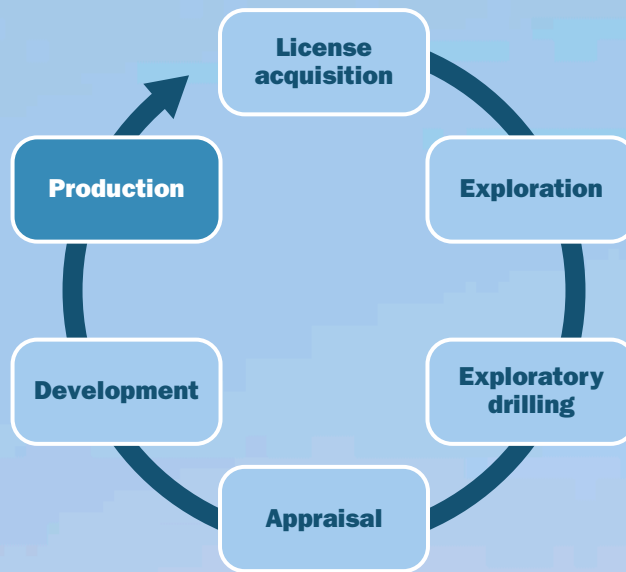 License
acquisition
Exploration
Exploratory
drilling
Appraisal
Development
Production